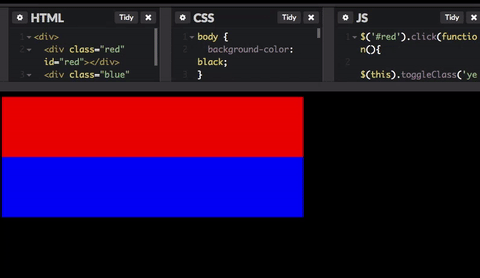 HTML Tidy
1 <div>
2 <div class="red"
id="red"></div>
3 <div class="blue"
CSS Tidy
1 body {
2 background-color:
black;
3 }
JS Tidy
1 $('#red').click(functio
n(){
2
$(this).toggleClass('ye